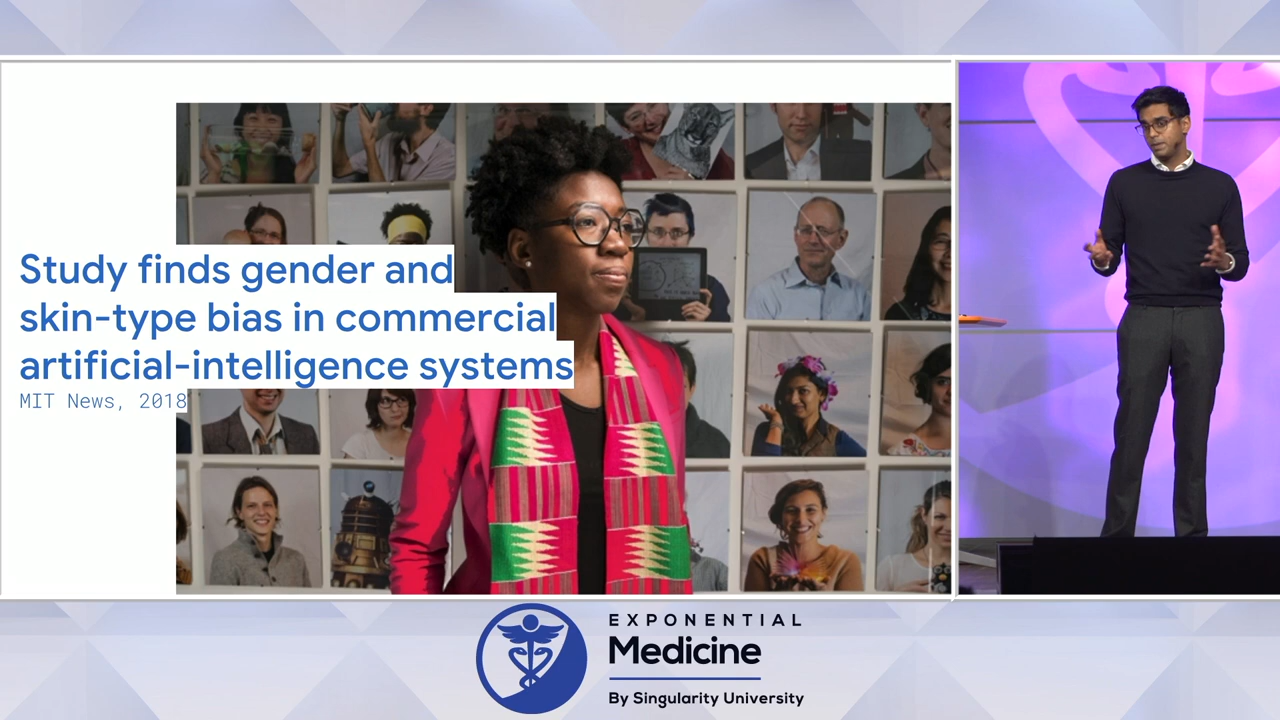 Study finds gender and
skin-type bias in commercial
artificial-intelligence systems
MIT News, 2018
EXPONENTIAL
Medicine
By Singularity University